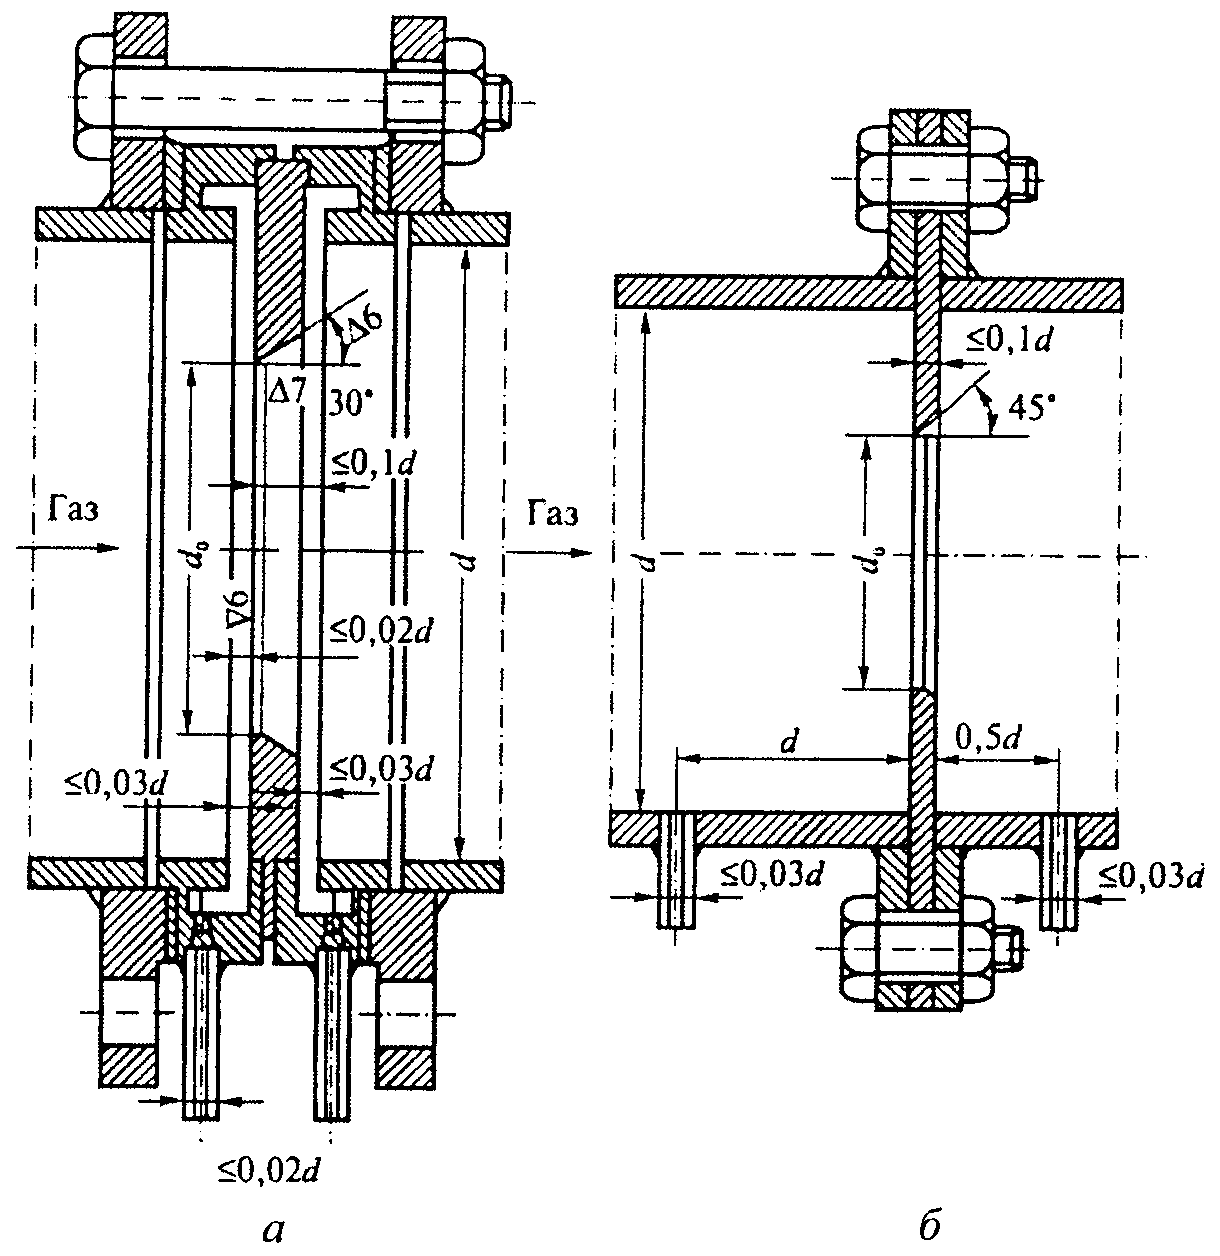 Δ6
Δ7
30°
≤0,1d
Газ
d₀
d
∇6
≤0,02d
≤0,03d
≤0,03d
≤0,02d
а
Газ
≤0,1d
45°
d
d₀
d
0,5d
≤0,03d
≤0,03d
б